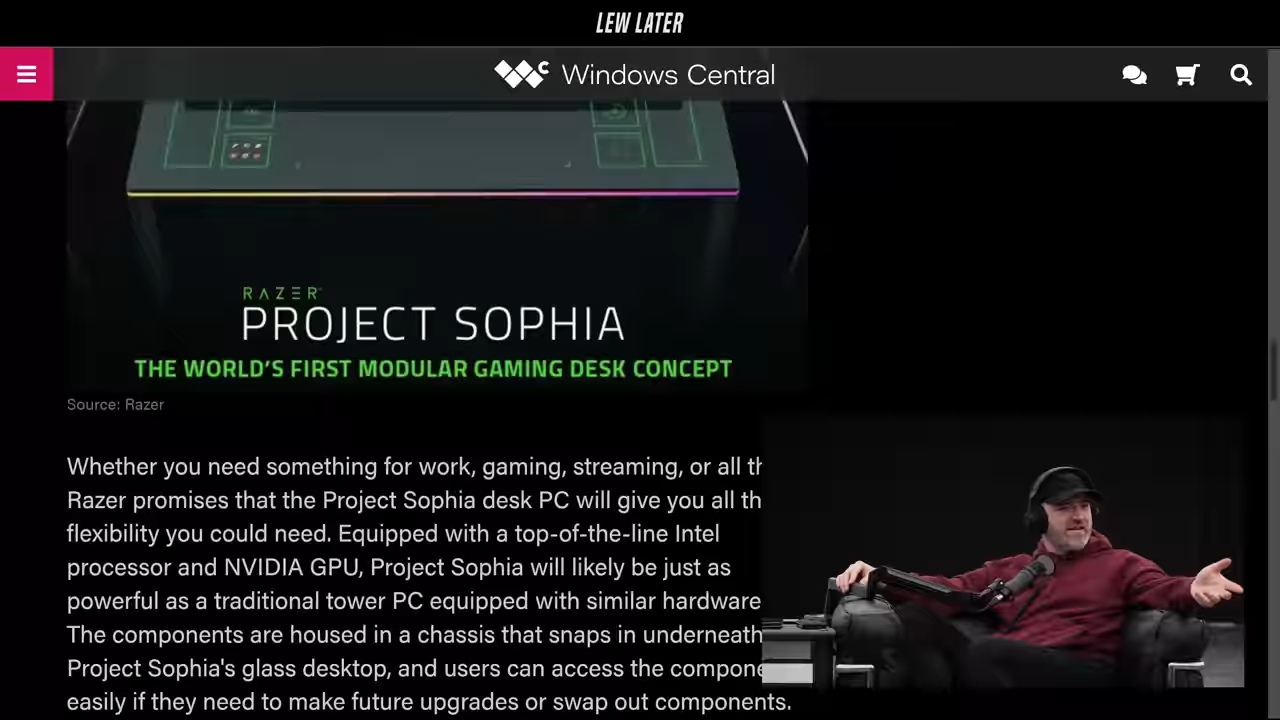 LEW LATER
Windows Central
RAZER
PROJECT SOPHIA
THE WORLD'S FIRST MODULAR GAMING DESK CONCEPT
Source: Razer
Whether you need something for work, gaming, streaming, or all
Razer promises that the Project Sophia desk PC will give you all
flexibility you could need. Equipped with a top-of-the-line Intel
processor and NVIDIA GPU, Project Sophia will likely be just as
powerful as a traditional tower PC equipped with similar hardware
The components are housed in a chassis that snaps in underneath
Project Sophia's glass desktop, and users can access the
easily if they need to make future upgrades or swap out components.